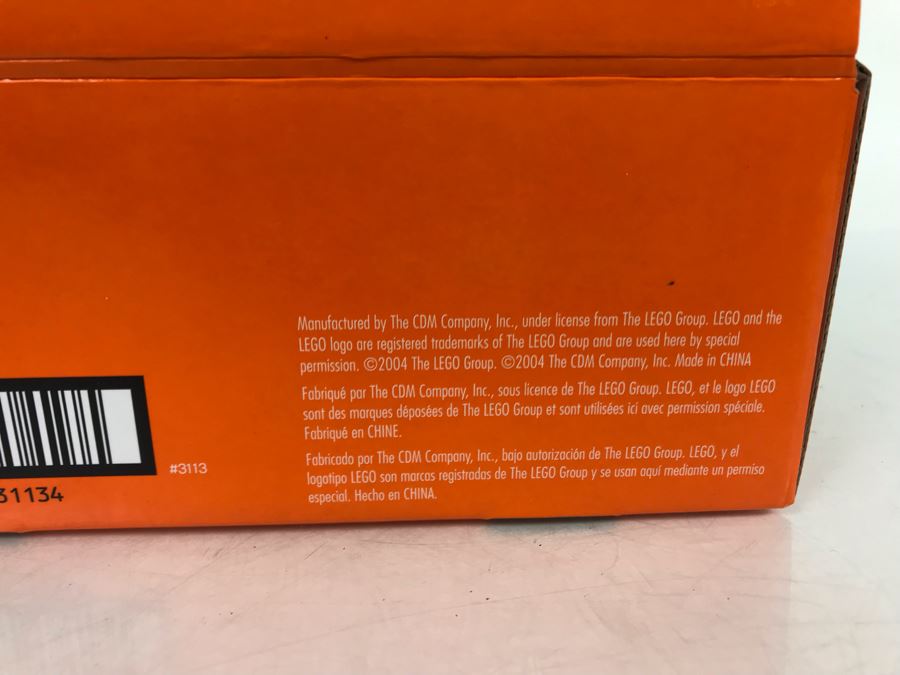 Manufactured by The CDM Company, Inc., under license from The LEGO Group. LEGO and the
LEGO logo are registered trademarks of The LEGO Group and are used here by special
permission. ©2004 The LEGO Group. ©2004 The CDM Company, Inc. Made in CHINA
Fabriqué par The CDM Company, Inc., sous licence de The LEGO Group. LEGO, et le logo LEGO
sont des marques déposées de The LEGO Group et sont utilisées ici avec permission spéciale.
Fabriqué en CHINE.
Fabricado por The CDM Company, Inc., bajo autorización de The LEGO Group. LEGO, y el
logotipo LEGO son marcas registradas de The LEGO Group y se usan aquí mediante un permiso
especial. Hecho en CHINA.
#3113
31134